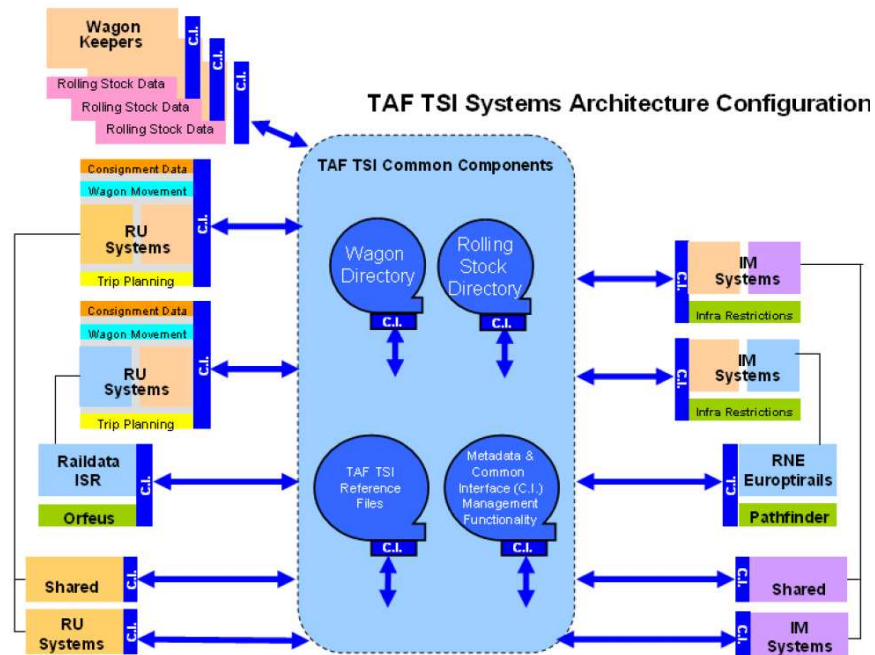 Wagon
Keepers
C.I.
C.I.
C.I.
Rolling Stock Data
Rolling Stock Data
Rolling Stock Data
TAF TSI Systems Architecture Configuration
TAF TSI Common Components
Consignment Data
Wagon Movement
RU
Systems
Trip Planning
C.I.
Consignment Data
Wagon Movement
RU
Systems
Trip Planning
C.I.
Raildata
ISR
Orfeus
C.I.
Shared
C.I.
RU
Systems
C.I.
Wagon
Directory
C.I.
Rolling
Stock
Directory
C.I.
TAF TSI
Reference
Files
C.I.
Metadata &
Common
Interface (C.I.)
Management
Functionality
C.I.
C.I.
IM
Systems
Infra Restrictions
C.I.
IM
Systems
Infra Restrictions
C.I.
RNE
Europtirails
Pathfinder
C.I.
Shared
C.I.
IM
Systems